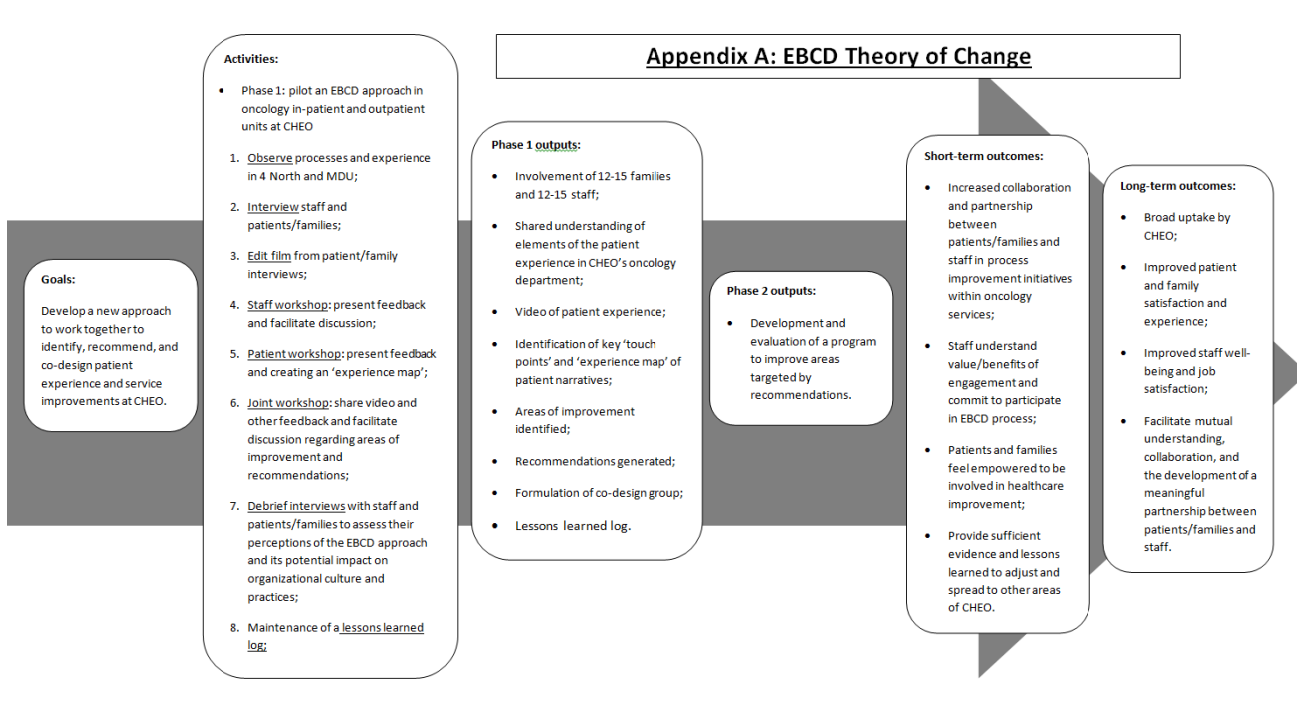 Appendix A: EBCD Theory of Change
Goals:
Develop a new approach
to work together to
identify, recommend, and
co-design patient
experience and service
improvements at CHEO.
Activities:
• Phase 1: pilot an EBCD approach in
oncology in-patient and outpatient
units at CHEO
1. Observe processes and experience
in 4 North and MDU;
2. Interview staff and
patients/families;
3. Edit film from patient/family
interviews;
4. Staff workshop: present feedback
and facilitate discussion;
5. Patient workshop: present feedback
and creating an ‘experience map’;
6. Joint workshop: share video and
other feedback and facilitate
discussion regarding areas of
improvement and
recommendations;
7. Debrief interviews with staff and
patients/families to assess their
perceptions of the EBCD approach
and its potential impact on
organizational culture and
practices;
8. Maintenance of a lessons learned
log;
Phase 1 outputs:
• Involvement of 12-15 families
and 12-15 staff;
• Shared understanding of
elements of the patient
experience in CHEO’s oncology
department;
• Video of patient experience;
• Identification of key ‘touch
points’ and ‘experience map’ of
patient narratives;
• Areas of improvement
identified;
• Recommendations generated;
• Formulation of co-design group;
• Lessons learned log.
Phase 2 outputs:
• Development and
evaluation of a program
to improve areas
targeted by
recommendations.
Short-term outcomes:
• Increased collaboration
and partnership
between
patients/families and
staff in process
improvement initiatives
within oncology
services;
• Staff understand
value/benefits of
engagement and
commit to participate
in EBCD process;
• Patients and families
feel empowered to be
involved in healthcare
improvement;
• Provide sufficient
evidence and lessons
learned to adjust and
spread to other areas
of CHEO.
Long-term outcomes:
• Broad uptake by
CHEO;
• Improved patient
and family
satisfaction and
experience;
• Improved staff well-
being and job
satisfaction;
• Facilitate mutual
understanding,
collaboration, and
the development of a
meaningful
partnership between
patients/families and
staff.